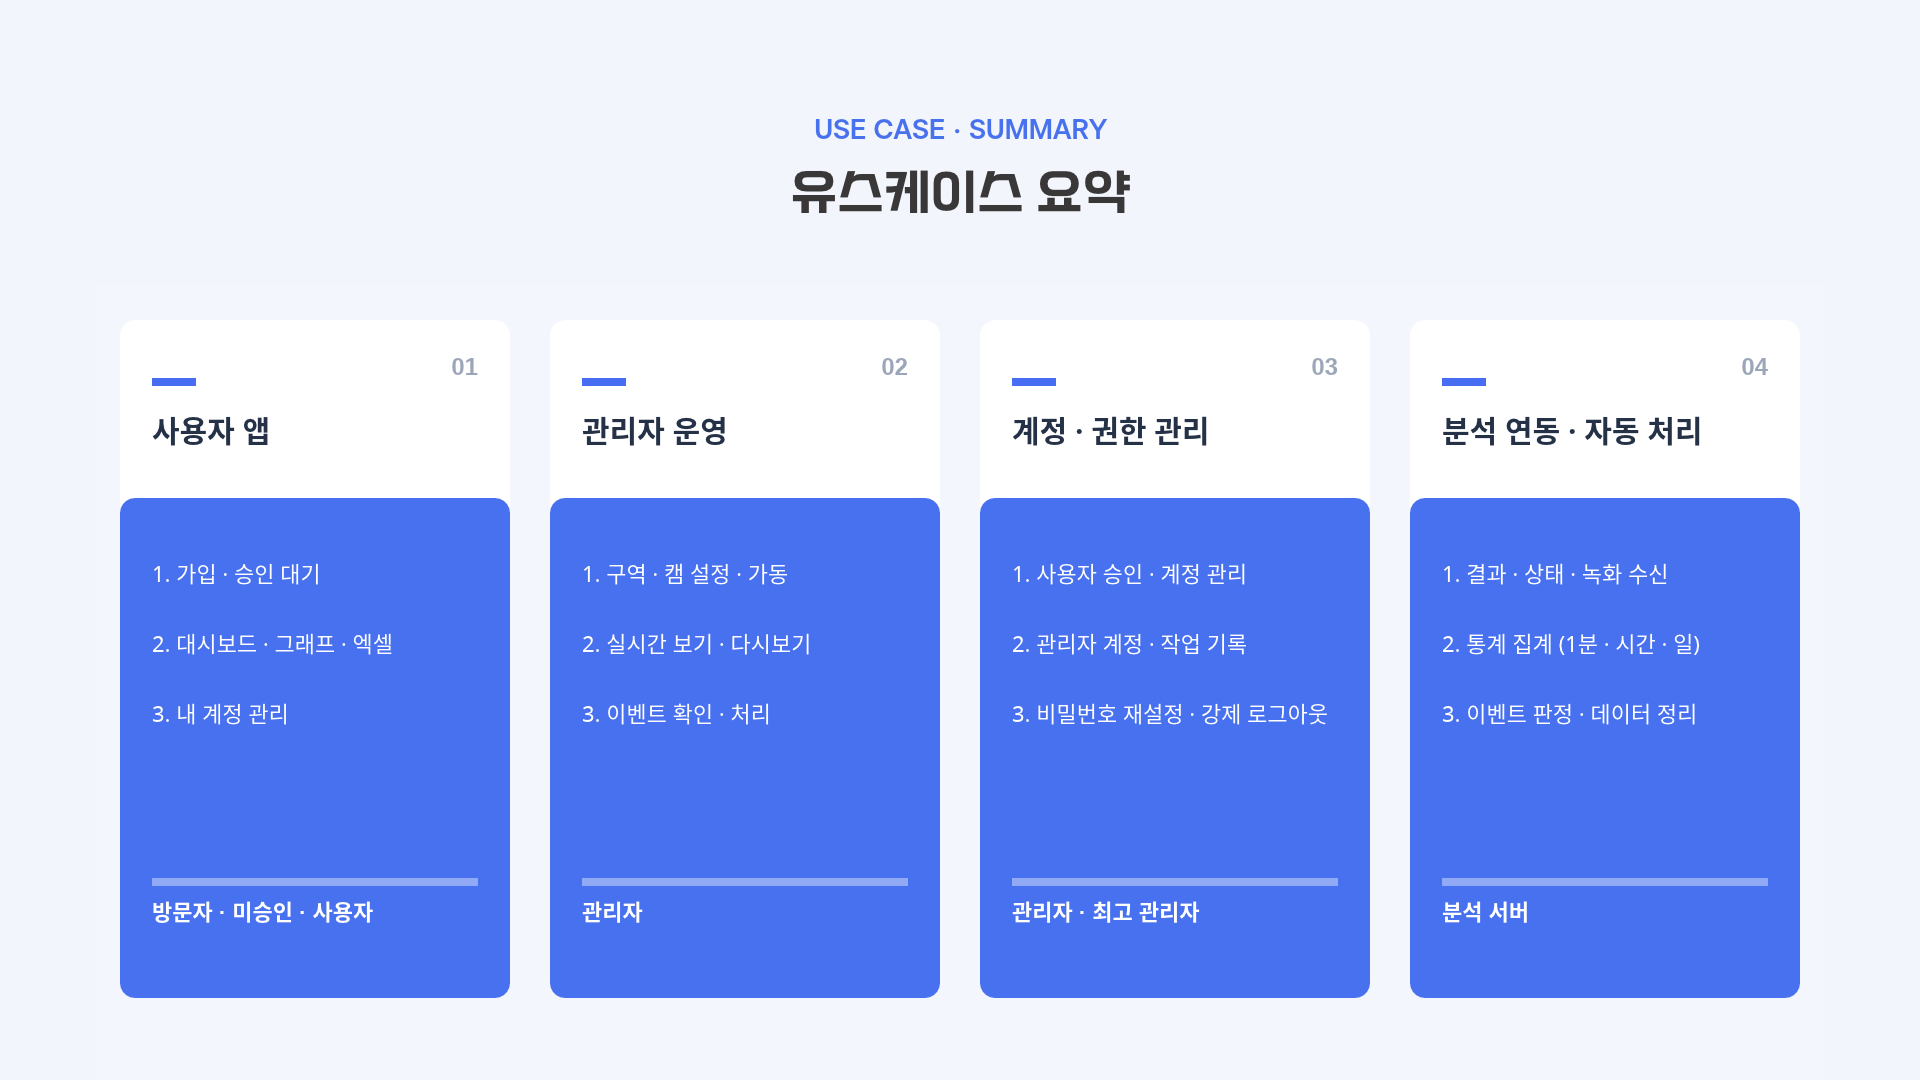 USE CASE · SUMMARY
유스케이스 요약
01
사용자 앱
1. 가입 · 승인 대기
2. 대시보드 · 그래프 · 엑셀
3. 내 계정 관리
방문자 · 미승인 · 사용자
02
관리자 운영
1. 구역 · 캠 설정 · 가동
2. 실시간 보기 · 다시보기
3. 이벤트 확인 · 처리
관리자
03
계정 · 권한 관리
1. 사용자 승인 · 계정 관리
2. 관리자 계정 · 작업 기록
3. 비밀번호 재설정 · 강제 로그아웃
관리자 · 최고 관리자
04
분석 연동 · 자동 처리
1. 결과 · 상태 · 녹화 수신
2. 통계 집계 (1분 · 시간 · 일)
3. 이벤트 판정 · 데이터 정리
분석 서버